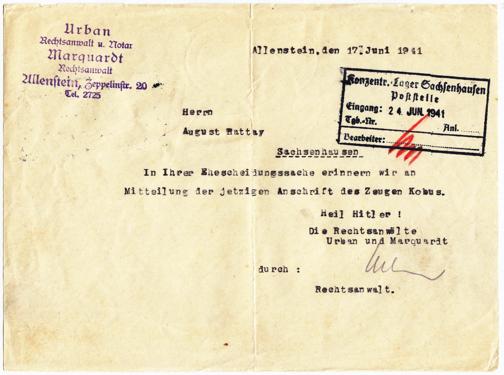 Urban
Rechtsanwalt u. Notar
Marquardt
Rechtsanwalt
Allenstein, Zeppelinstr. 20
Tel. 2725
Allenstein, den 17. Juni 1941
Konzentr.-Lager Sachsenhausen
Poststelle
Eingang: 24. JUNI 1941
Tgb.-Nr. Anl.
Bearbeiter:
Herrn
August Mattay
Sachsenhausen
In Ihrer Ehescheidungssache erinnern wir an
Mitteilung der jetzigen Anschrift des Zeugen Kobus.
Heil Hitler !
Die Rechtsanwälte
Urban und Marquardt
durch :
Rechtsanwalt.